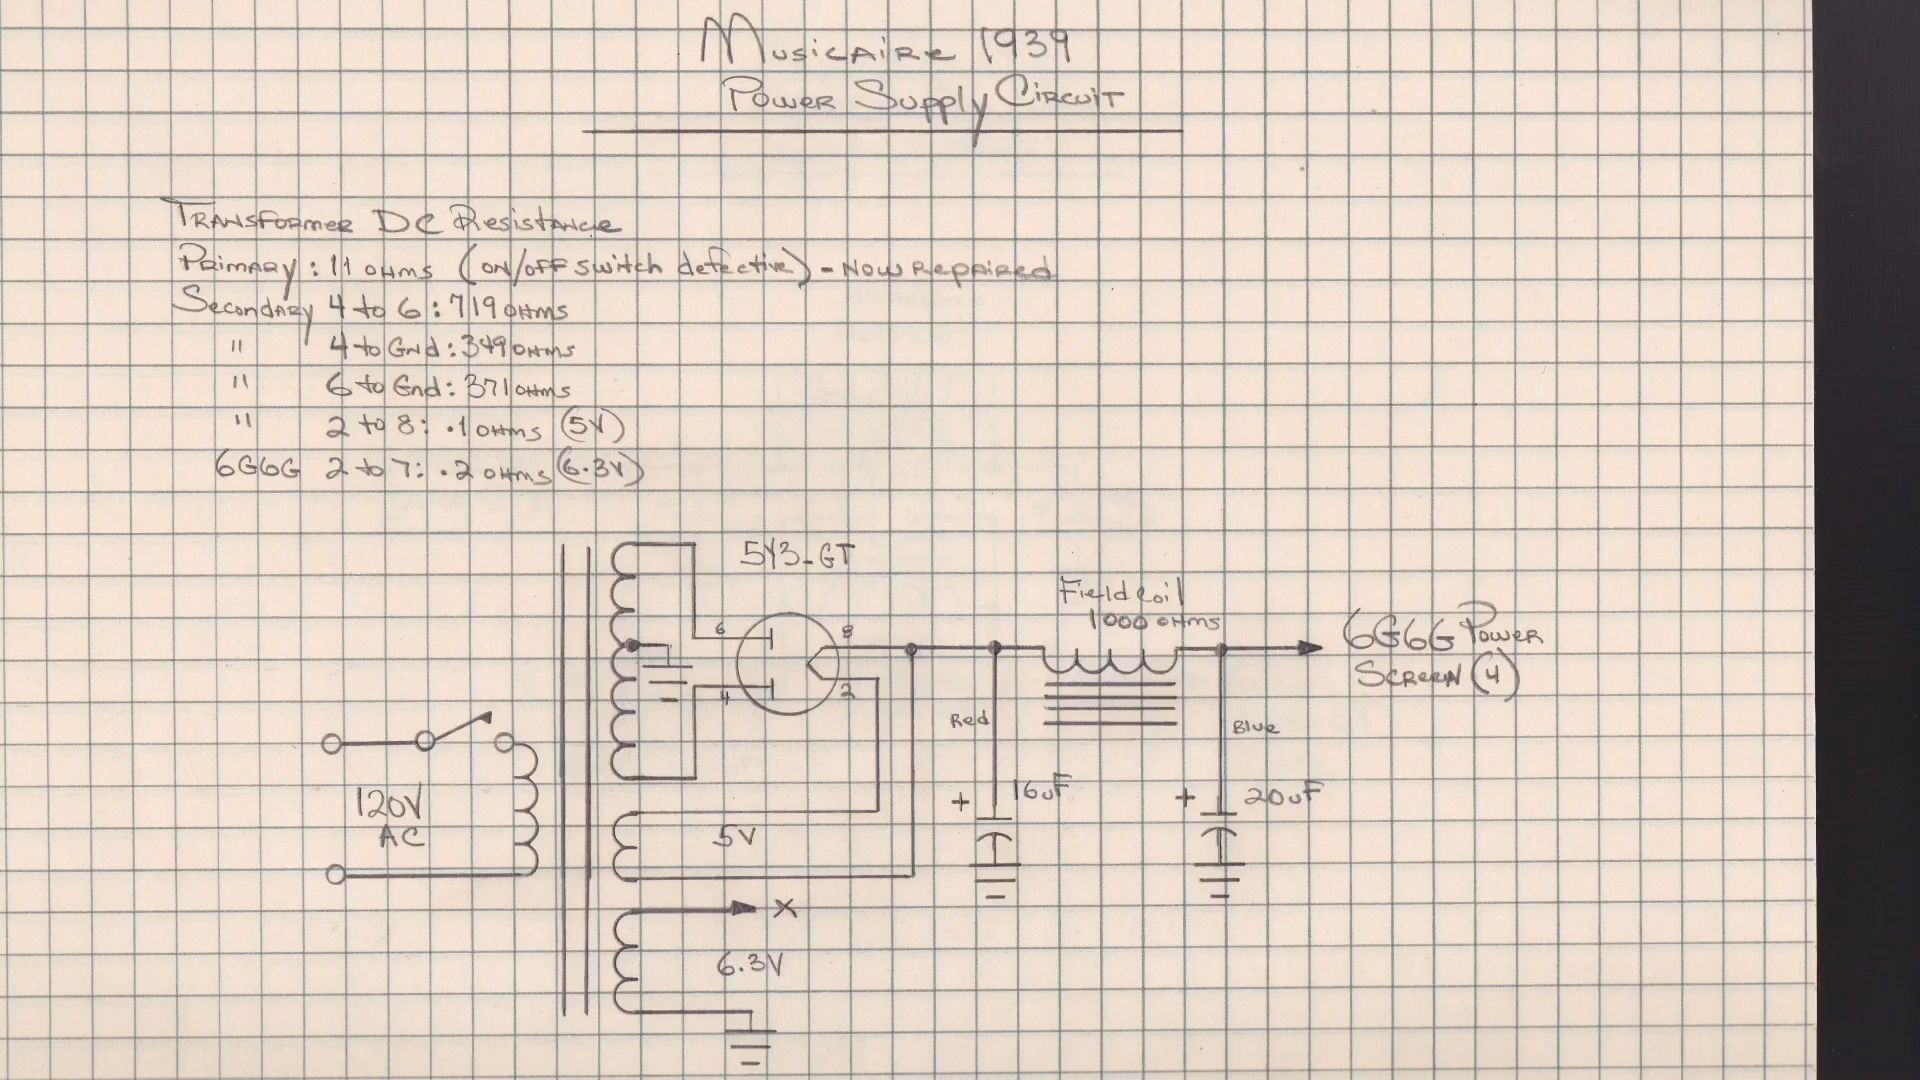 Musicaire 1939
Power Supply Circuit
Transformer DC Resistance
Primary: 11 ohms (on/off switch defective) - Now repaired
Secondary 4 to 6: 719 ohms
" 4 to Gnd: 349 ohms
" 6 to Gnd: 371 ohms
" 2 to 8: .1 ohms (5V)
6G6G 2 to 7: .2 ohms (6.3V)
5Y3-GT
Field Coil
1000 ohms
6 8
6G6G Power
Screen (4)
4 2
Red
Blue
120V
AC
+ 16uF
+ 20uF
5V
X
6.3V